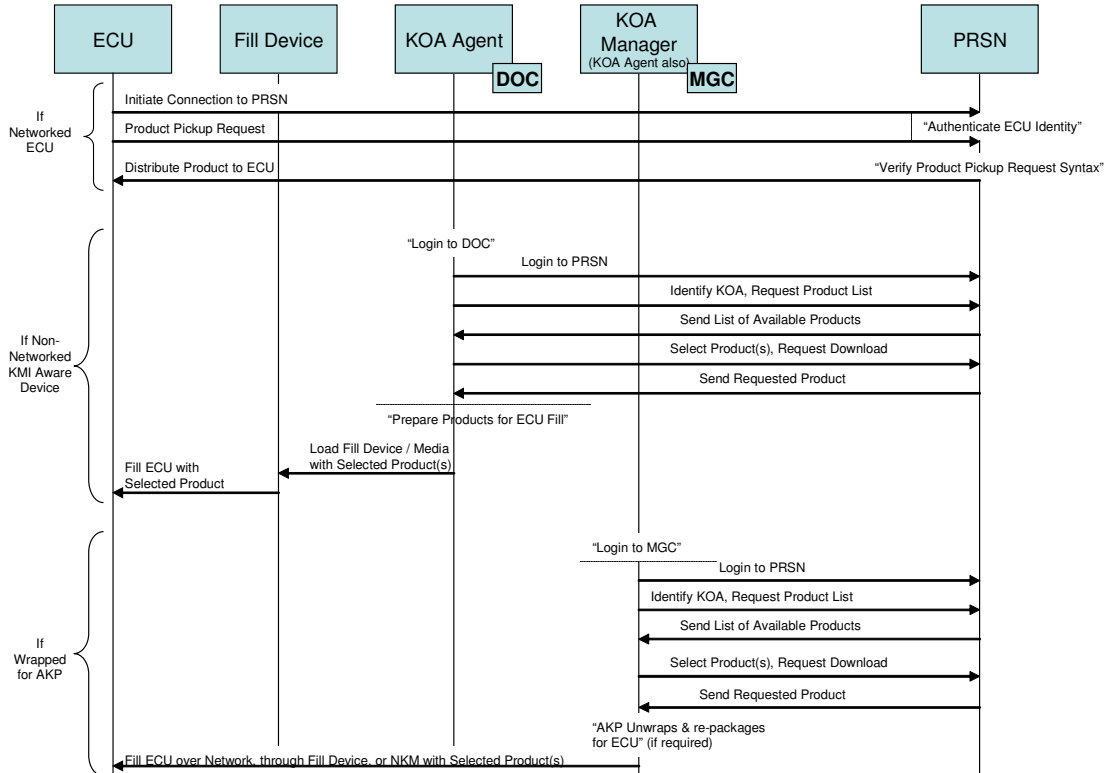 ECU
Fill Device
KOA Agent
KOA
Manager
(KOA Agent also)
PRSN
DOC
MGC
If
Networked
ECU
Initiate Connection to PRSN
Product Pickup Request
“Authenticate ECU Identity”
Distribute Product to ECU
“Verify Product Pickup Request Syntax”
If Non-
Networked
KMI Aware
Device
“Login to DOC”
Login to PRSN
Identify KOA, Request Product List
Send List of Available Products
Select Product(s), Request Download
Send Requested Product
“Prepare Products for ECU Fill”
Load Fill Device / Media
with Selected Product(s)
Fill ECU with
Selected Product
If
Wrapped
for AKP
“Login to MGC”
Login to PRSN
Identify KOA, Request Product List
Send List of Available Products
Select Product(s), Request Download
Send Requested Product
“AKP Unwraps & re-packages
for ECU” (if required)
Fill ECU over Network, through Fill Device, or NKM with Selected Product(s)